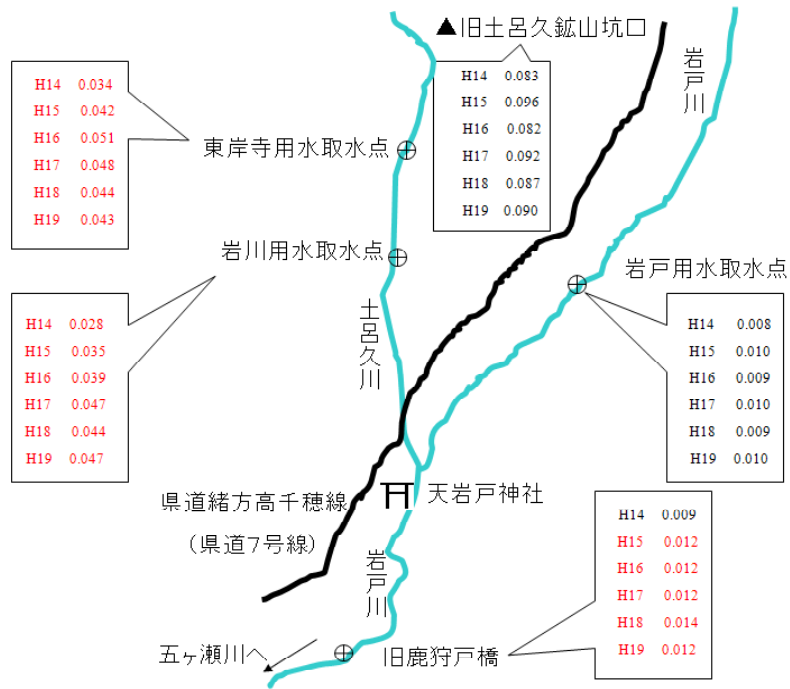 ▲旧土呂久鉱山坑口
H14 0.083
H15 0.096
H16 0.082
H17 0.092
H18 0.087
H19 0.090
岩戸川
H14 0.034
H15 0.042
H16 0.051
H17 0.048
H18 0.044
H19 0.043
東岸寺用水取水点
岩川用水取水点
H14 0.028
H15 0.035
H16 0.039
H17 0.047
H18 0.044
H19 0.047
土呂久川
岩戸用水取水点
H14 0.008
H15 0.010
H16 0.009
H17 0.010
H18 0.009
H19 0.010
県道緒方高千穂線
(県道7号線)
天岩戸神社
岩戸川
H14 0.009
H15 0.012
H16 0.012
H17 0.012
H18 0.014
H19 0.012
五ヶ瀬川へ
旧鹿狩戸橋